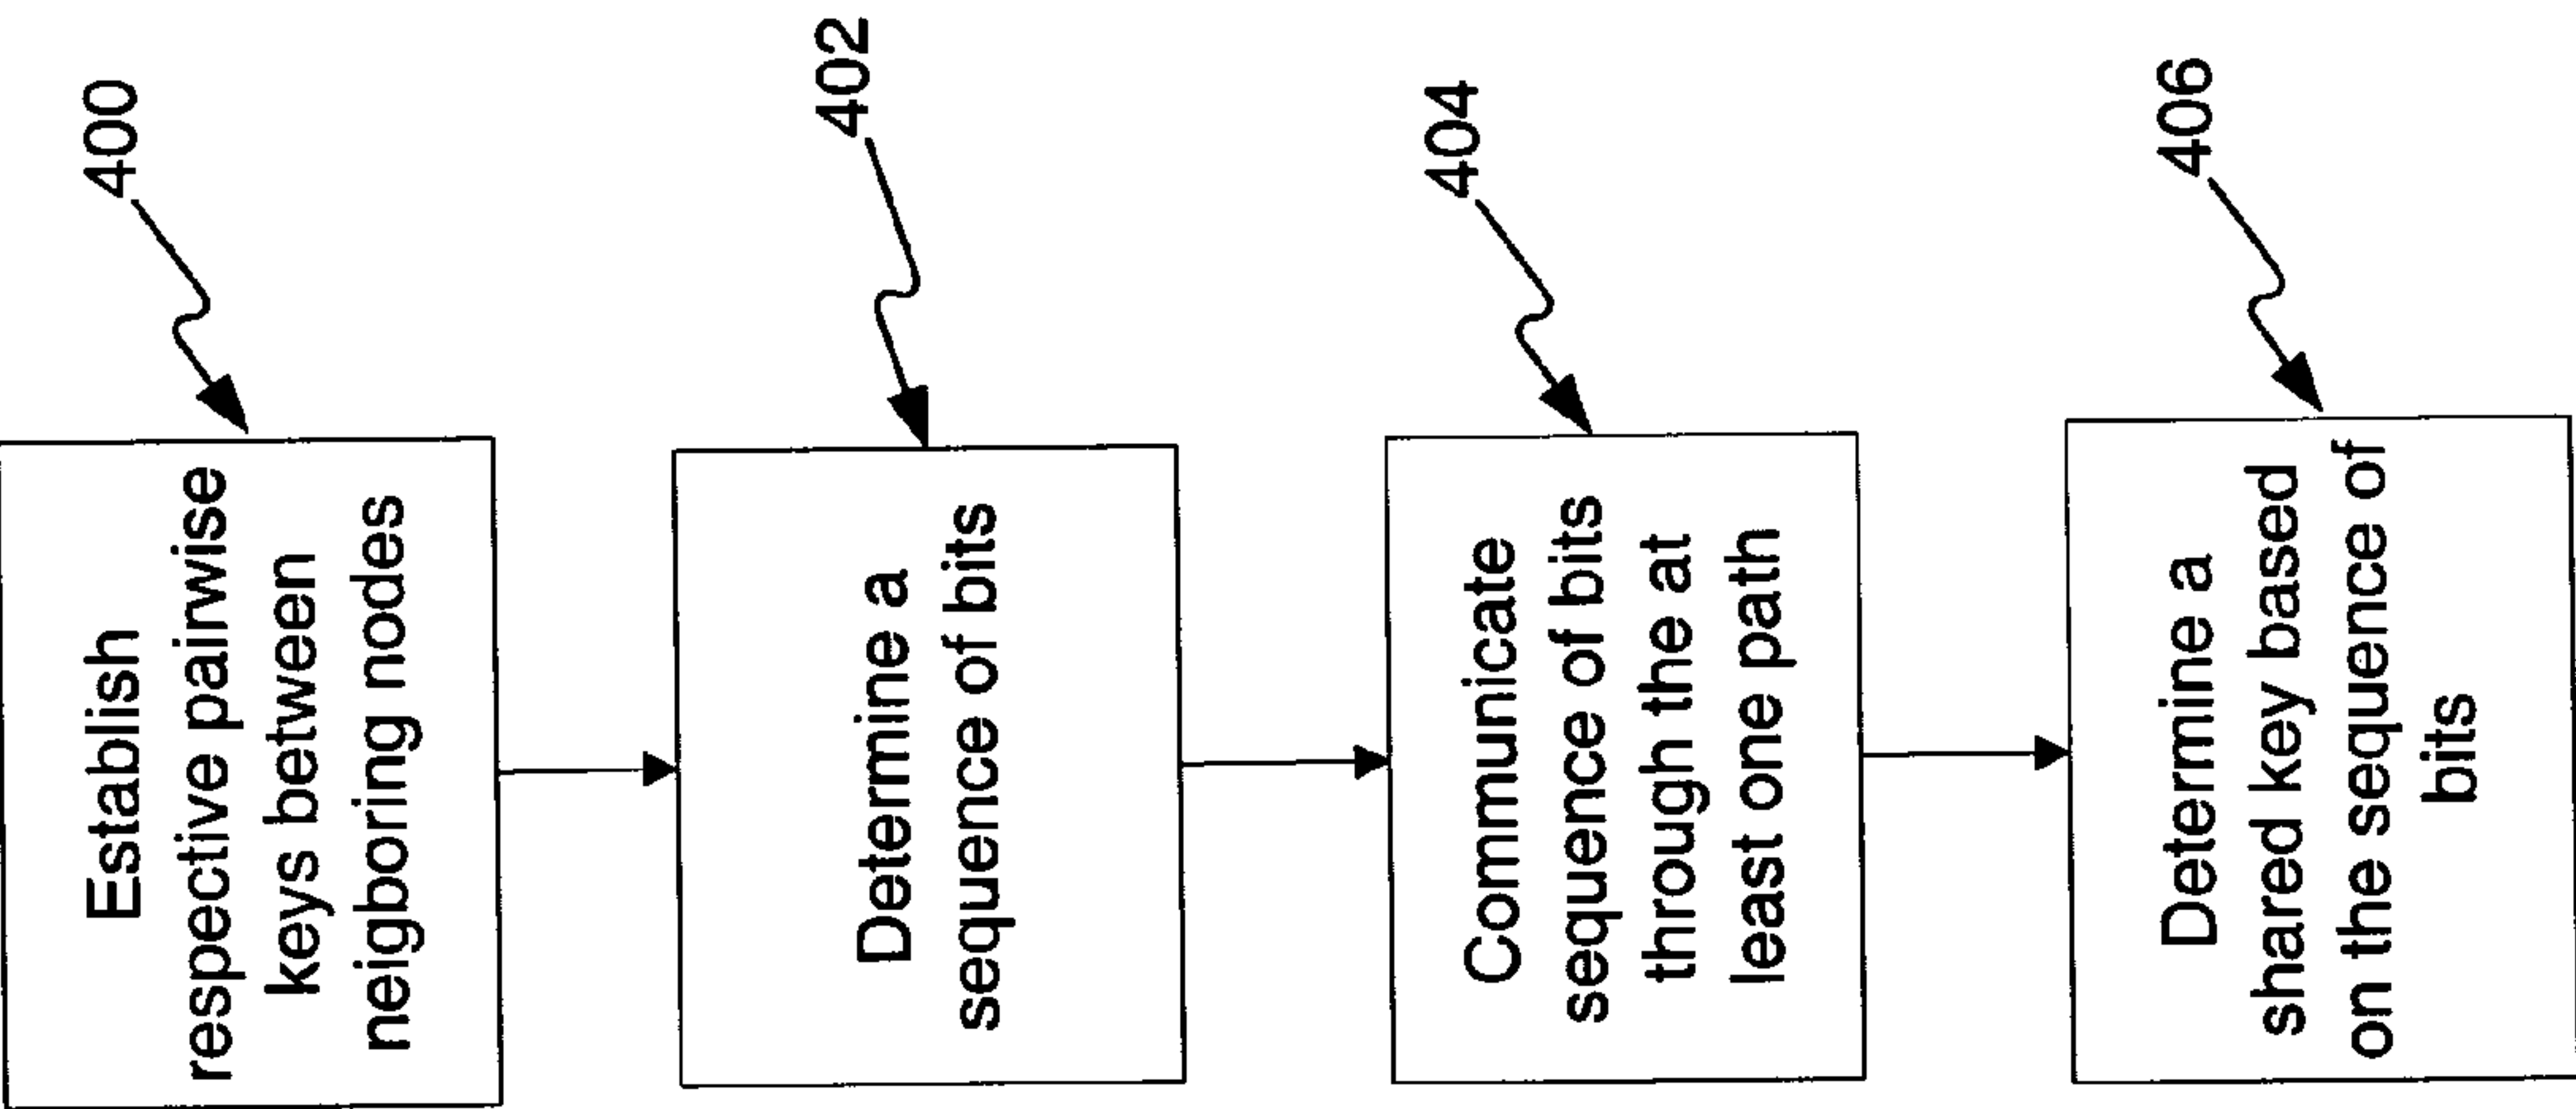 400
Establish
respective pairwise
keys between
neigboring nodes
402
Determine a
sequence of bits
404
Communicate
sequence of bits
through the at
least one path
406
Determine a
shared key based
on the sequence of
bits